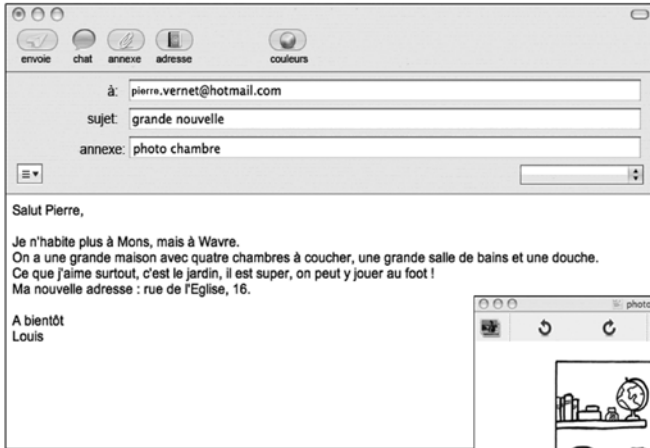 envoie chat annexe adresse couleurs
à: pierre.vernet@hotmail.com
sujet: grande nouvelle
annexe: photo chambre
Salut Pierre,
Je n'habite plus à Mons, mais à Wavre.
On a une grande maison avec quatre chambres à coucher, une grande salle de bains et une douche.
Ce que j'aime surtout, c'est le jardin, il est super, on peut y jouer au foot !
Ma nouvelle adresse : rue de l'Eglise, 16.
A bientôt
Louis
photo